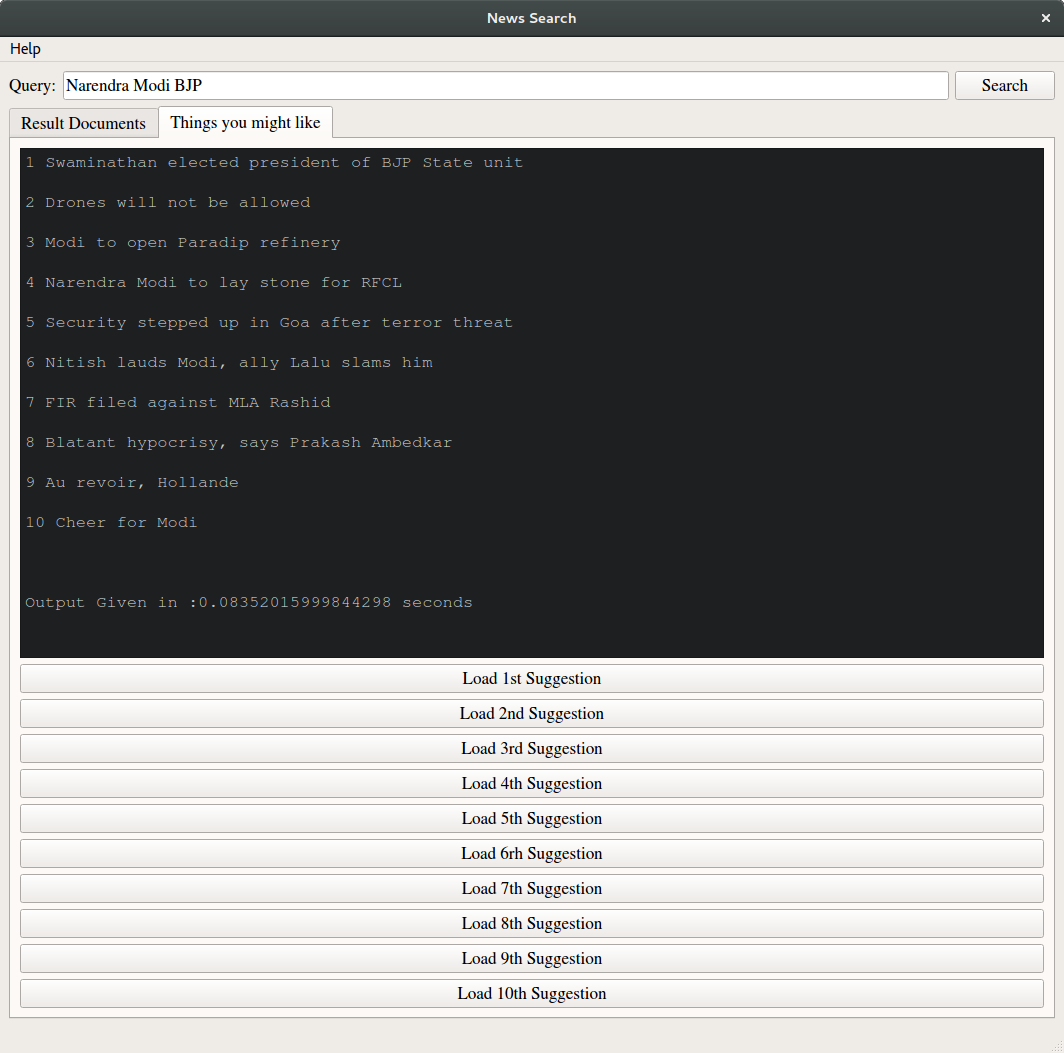 News Search
Help
Query: Narendra Modi BJP Search
Result Documents Things you might like
1 Swaminathan elected president of BJP State unit
2 Drones will not be allowed
3 Modi to open Paradip refinery
4 Narendra Modi to lay stone for RFCL
5 Security stepped up in Goa after terror threat
6 Nitish lauds Modi, ally Lalu slams him
7 FIR filed against MLA Rashid
8 Blatant hypocrisy, says Prakash Ambedkar
9 Au revoir, Hollande
10 Cheer for Modi
Output Given in :0.08352015999844298 seconds
Load 1st Suggestion
Load 2nd Suggestion
Load 3rd Suggestion
Load 4th Suggestion
Load 5th Suggestion
Load 6rh Suggestion
Load 7th Suggestion
Load 8th Suggestion
Load 9th Suggestion
Load 10th Suggestion